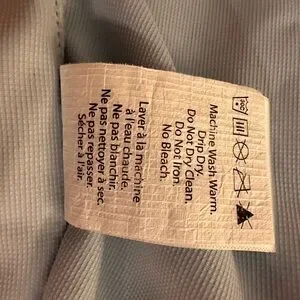 Machine Wash Warm.
Drip Dry.
Do Not Dry Clean.
Do Not Iron.
No Bleach.
Laver à la machine
à l'eau chaude.
Ne pas blanchir.
Ne pas nettoyer à sec.
Ne pas repasser.
Sécher à l'air.